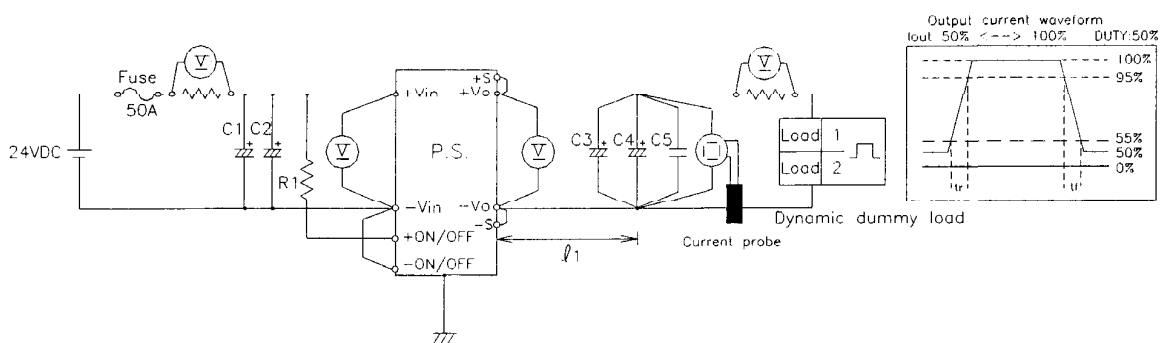 Output current waveform
Iout 50% <--> 100% DUTY:50%
100%
95%
55%
50%
0%
tr
tf
Fuse
50A
V
V
V
V
24VDC
C1
C2
R1
+S
+Vin
+Vo
P.S.
-Vin
-Vo
-S
+ON/OFF
-ON/OFF
ℓ1
C3
C4
C5
Load 1
Load 2
Dynamic dummy load
Current probe